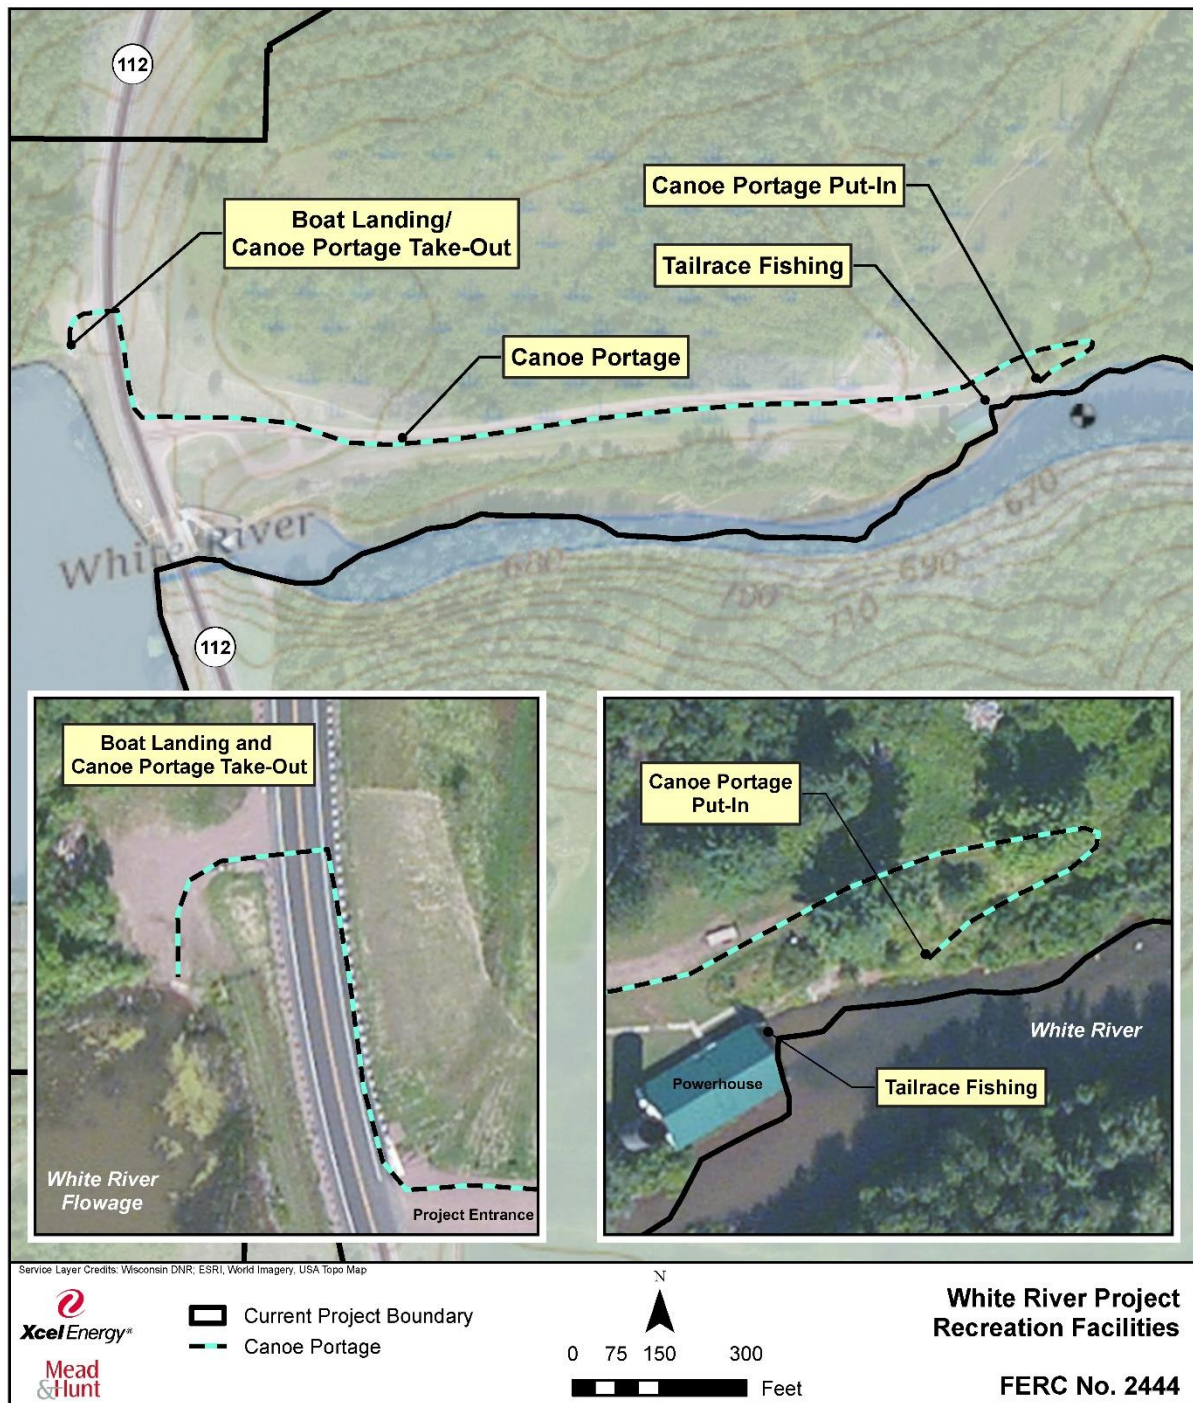 112
Canoe Portage Put-In
Boat Landing/
Canoe Portage Take-Out
Tailrace Fishing
Canoe Portage
White River
670
680
690
700
710
112
Boat Landing and
Canoe Portage Take-Out
White River
Flowage
Project Entrance
Canoe Portage
Put-In
White River
Powerhouse
Tailrace Fishing
Service Layer Credits: Wisconsin DNR; ESRI, World Imagery, USA Topo Map
Xcel Energy®
Mead
&Hunt
Current Project Boundary
Canoe Portage
N
0 75 150 300
Feet
White River Project
Recreation Facilities
FERC No. 2444